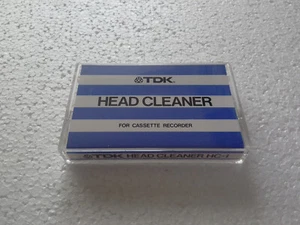 TDK
HEAD CLEANER
FOR CASSETTE RECORDER
TDK HEAD CLEANER HC-1